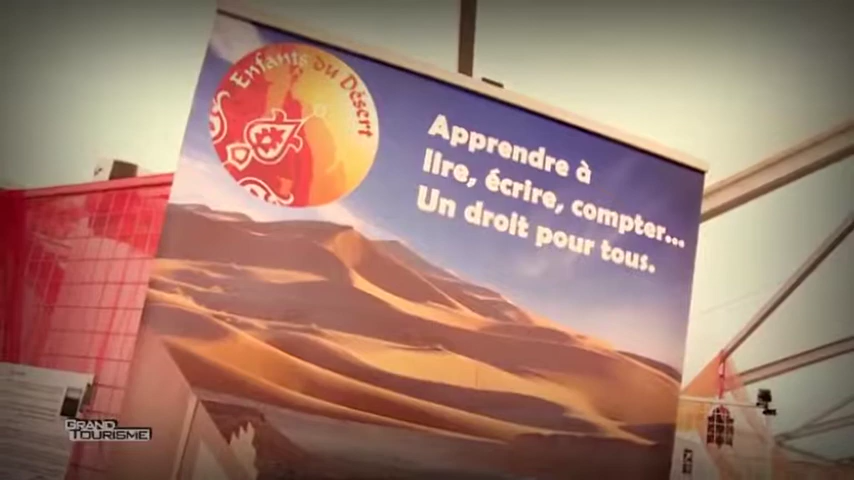 Enfants du Désert
Apprendre à
lire, écrire, compter...
Un droit pour tous.
GRAND
TOURISME